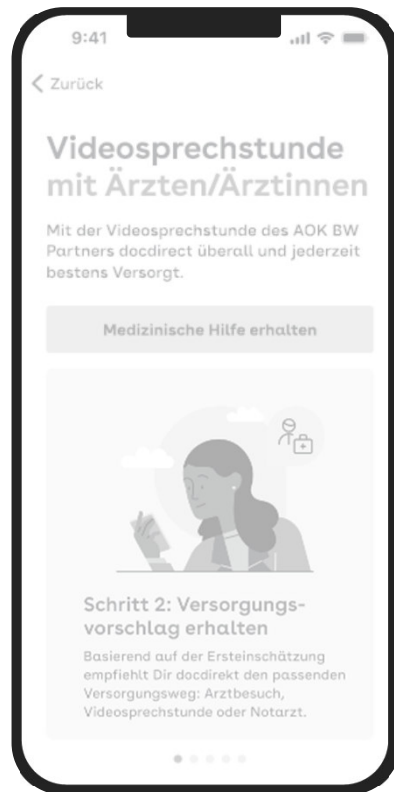 9:41
Zurück
Videosprechstunde
mit Ärzten/Ärztinnen
Mit der Videosprechstunde des AOK BW
Partners docdirect überall und jederzeit
bestens Versorgt.
Medizinische Hilfe erhalten
Schritt 2: Versorgungs-
vorschlag erhalten
Basierend auf der Ersteinschätzung
empfiehlt Dir docdirekt den passenden
Versorgungsweg: Arztbesuch,
Videosprechstunde oder Notarzt.